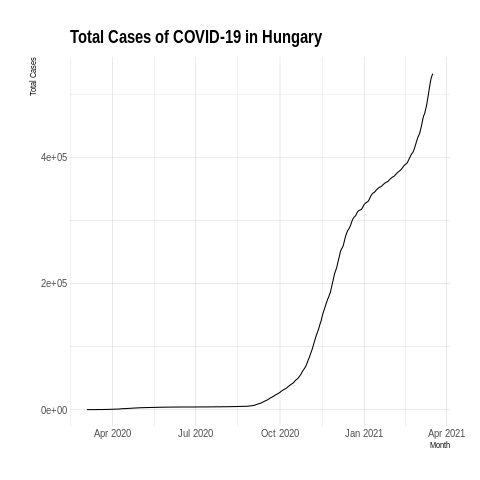 Total Cases of COVID-19 in Hungary
Total Cases
4e+05
2e+05
0e+00
Apr 2020 Jul 2020 Oct 2020 Jan 2021 Apr 2021
Month